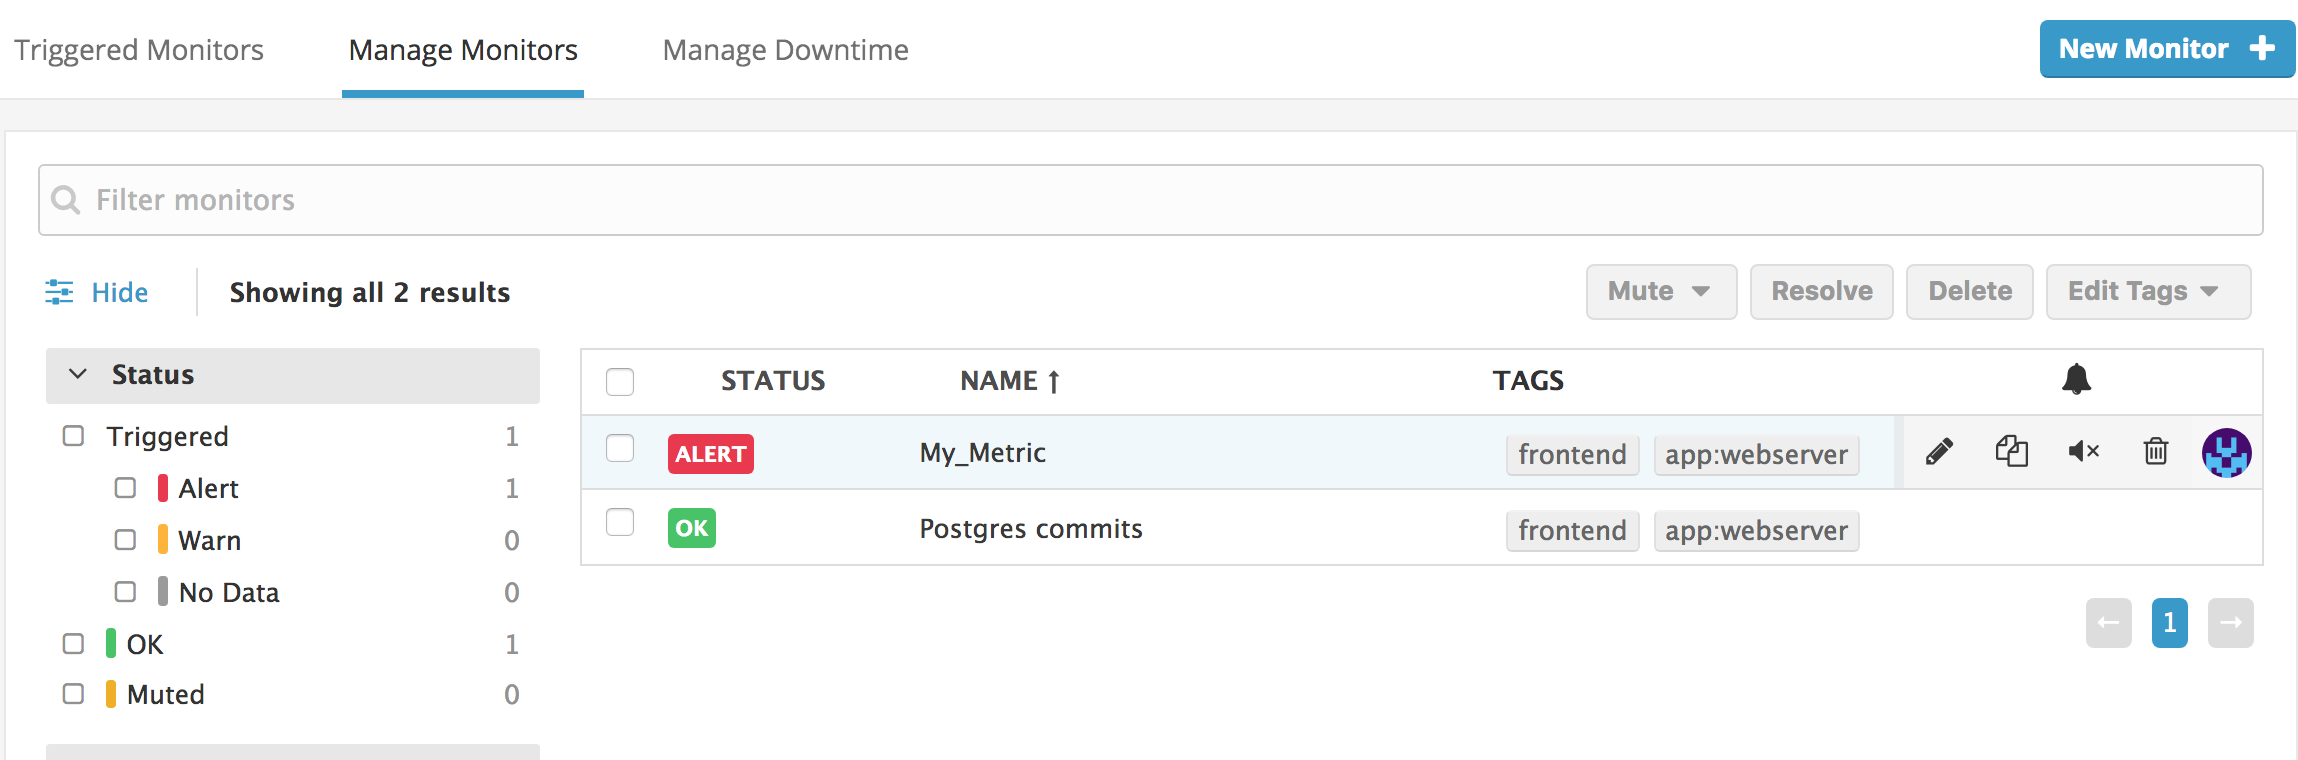 Triggered Monitors Manage Monitors Manage Downtime New Monitor
Filter monitors
Hide Showing all 2 results Mute Resolve Delete Edit Tags
Status
Triggered 1
Alert 1
Warn 0
No Data 0
OK 1
Muted 0
STATUS NAME TAGS
ALERT My_Metric frontend app:webserver
OK Postgres commits frontend app:webserver
1